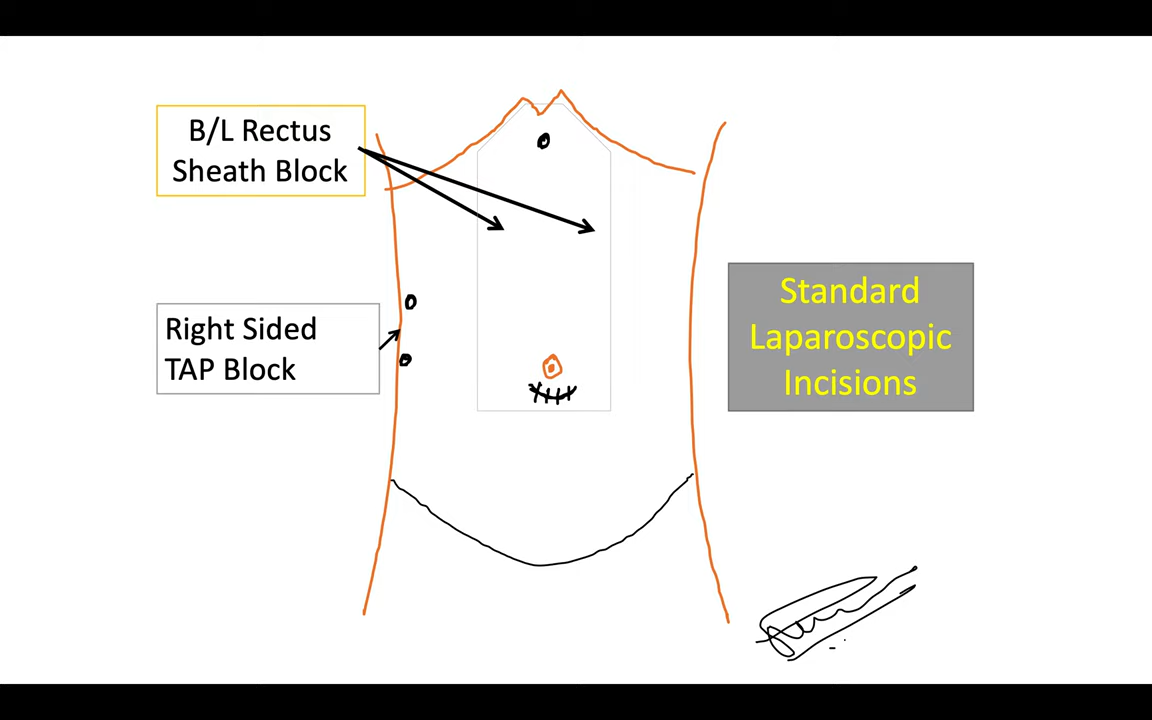 B/L Rectus
Sheath Block
Right Sided
TAP Block
Standard
Laparoscopic
Incisions